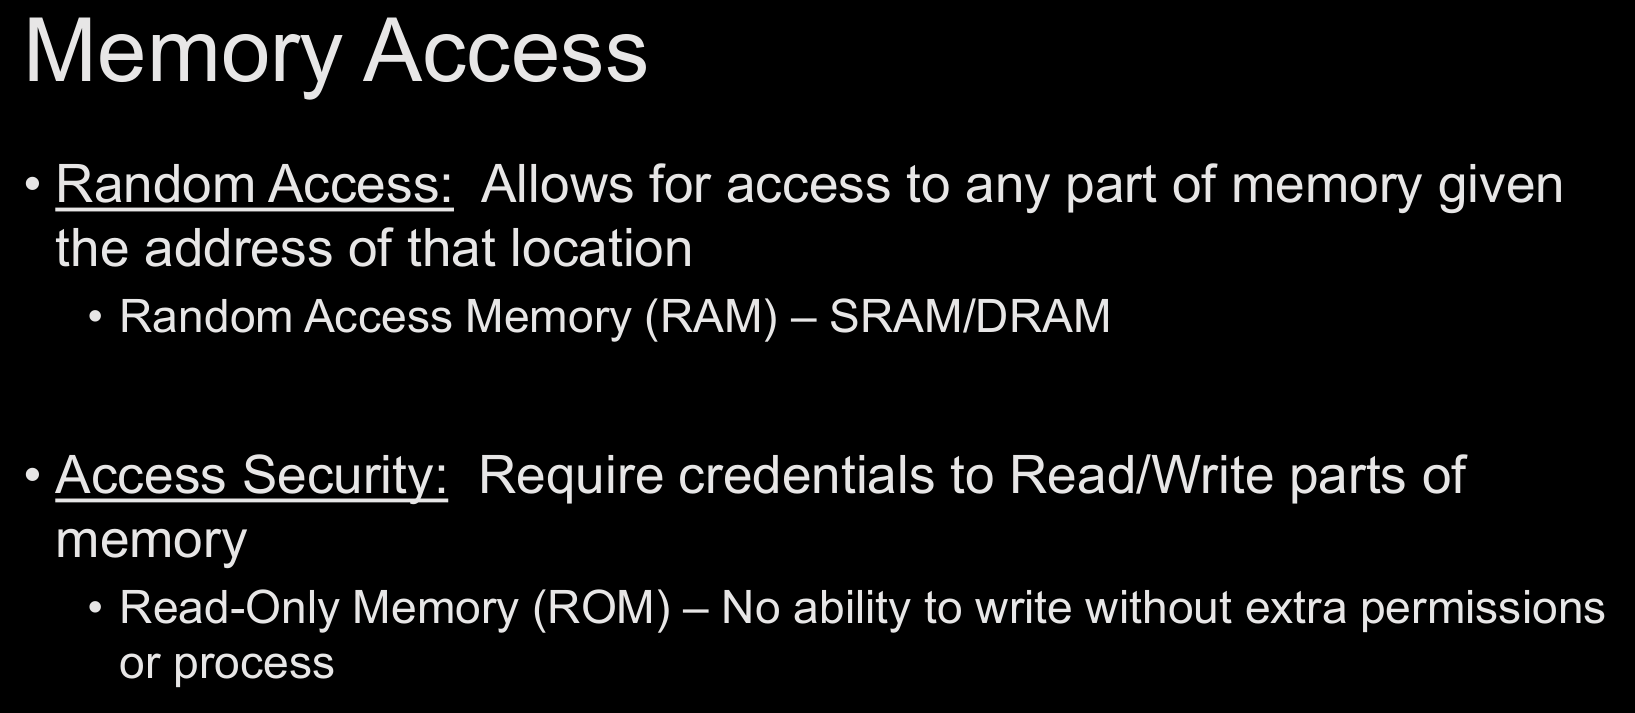 Memory Access
• Random Access:  Allows for access to any part of memory given
the address of that location
• Random Access Memory (RAM) – SRAM/DRAM
• Access Security:  Require credentials to Read/Write parts of
memory
• Read-Only Memory (ROM) – No ability to write without extra permissions
or process